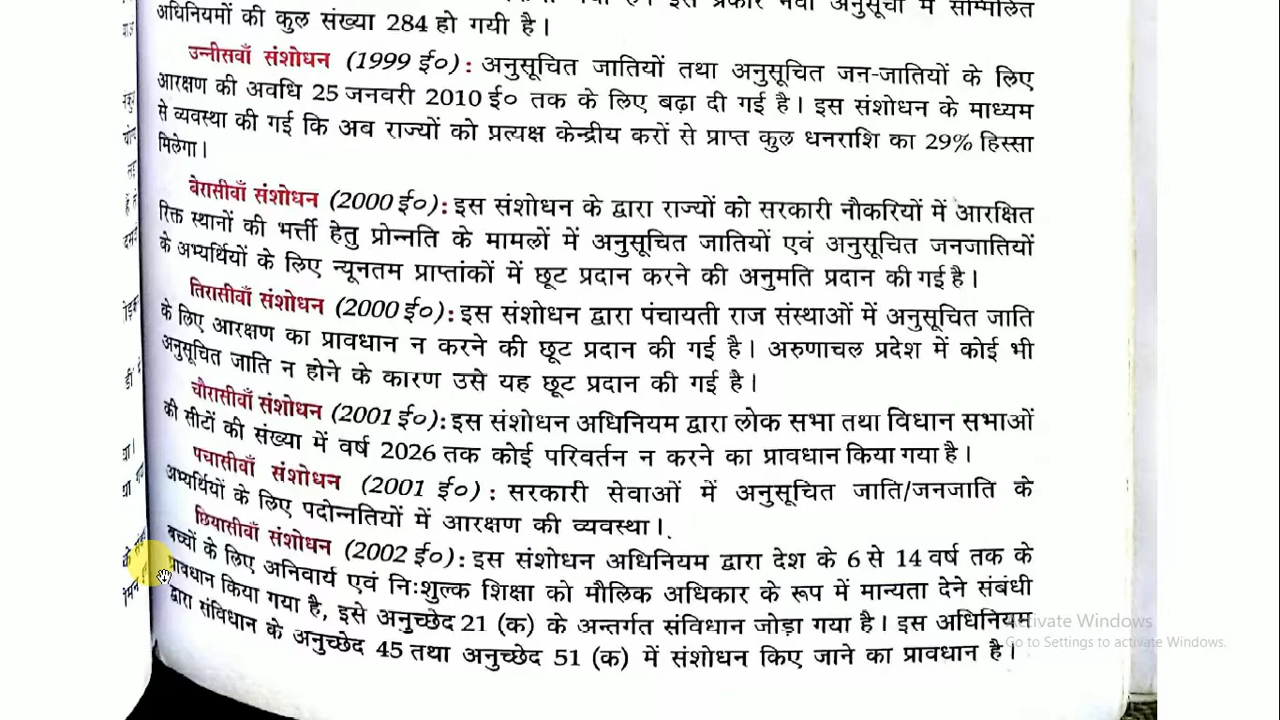 अधिनियमों की कुल संख्या 284 हो गयी है।
उन्नीसवाँ संशोधन (1999 ई०) : अनुसूचित जातियों तथा अनुसूचित जन-जातियों के लिए
आरक्षण की अवधि 25 जनवरी 2010 ई० तक के लिए बढ़ा दी गई है। इस संशोधन के माध्यम
से व्यवस्था की गई कि अब राज्यों को प्रत्यक्ष केन्द्रीय करों से प्राप्त कुल धनराशि का 29% हिस्सा
मिलेगा।
बेरासीवाँ संशोधन (2000 ई०) : इस संशोधन के द्वारा राज्यों को सरकारी नौकरियों में आरक्षित
रिक्त स्थानों की भर्त्ती हेतु प्रोन्नति के मामलों में अनुसूचित जातियों एवं अनुसूचित जनजातियों
के अभ्यर्थियों के लिए न्यूनतम प्राप्तांकों में छूट प्रदान करने की अनुमति प्रदान की गई है।
तिरासीवाँ संशोधन (2000 ई०) : इस संशोधन द्वारा पंचायती राज संस्थाओं में अनुसूचित जाति
के लिए आरक्षण का प्रावधान न करने की छूट प्रदान की गई है। अरुणाचल प्रदेश में कोई भी
अनुसूचित जाति न होने के कारण उसे यह छूट प्रदान की गई है।
चौरासीवाँ संशोधन (2001 ई०) : इस संशोधन अधिनियम द्वारा लोक सभा तथा विधान सभाओं
की सीटों की संख्या में वर्ष 2026 तक कोई परिवर्तन न करने का प्रावधान किया गया है।
पचासीवाँ संशोधन (2001 ई०) : सरकारी सेवाओं में अनुसूचित जाति/जनजाति के
अभ्यर्थियों के लिए पदोन्नतियों में आरक्षण की व्यवस्था।
छियासीवाँ संशोधन (2002 ई०) : इस संशोधन अधिनियम द्वारा देश के 6 से 14 वर्ष तक के
बच्चों के लिए अनिवार्य एवं निःशुल्क शिक्षा को मौलिक अधिकार के रूप में मान्यता देने संबंधी
प्रावधान किया गया है, इसे अनुच्छेद 21 (क) के अन्तर्गत संविधान जोड़ा गया है। इस अधिनियम
द्वारा संविधान के अनुच्छेद 45 तथा अनुच्छेद 51 (क) में संशोधन किए जाने का प्रावधान है।
Activate Windows
Go to Settings to activate Windows.